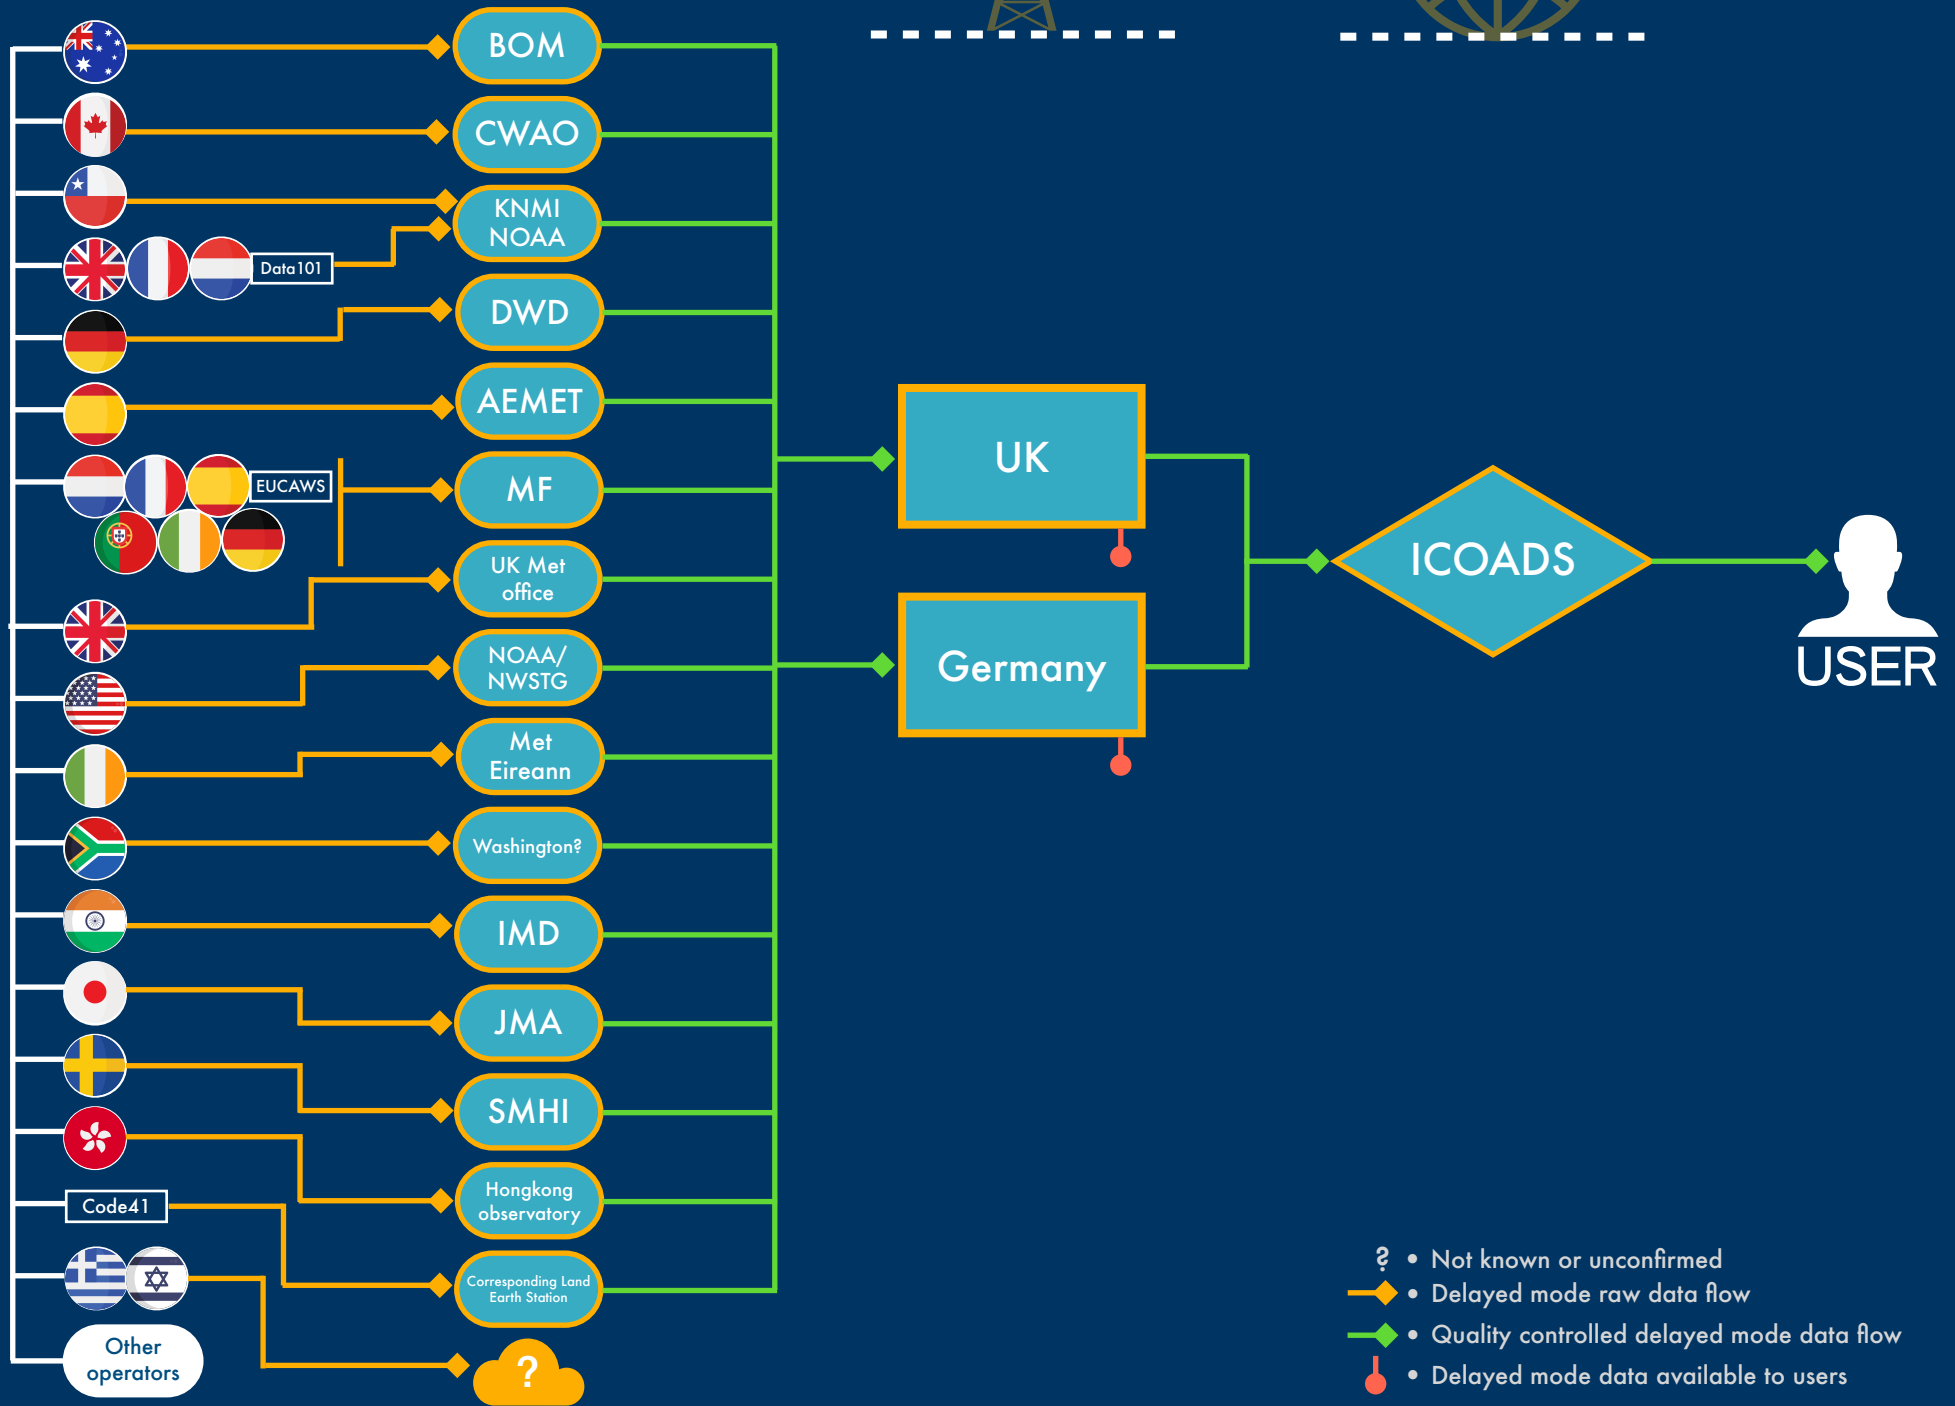 BOM
CWAO
KNMI
NOAA
Data101
DWD
AEMET
EUCAWS
MF
UK Met
office
NOAA/
NWSTG
Met
Eireann
Washington?
IMD
JMA
SMHI
Hongkong
observatory
Code41
Corresponding Land
Earth Station
Other
operators
?
UK
Germany
ICOADS
USER
? • Not known or unconfirmed
• Delayed mode raw data flow
• Quality controlled delayed mode data flow
• Delayed mode data available to users